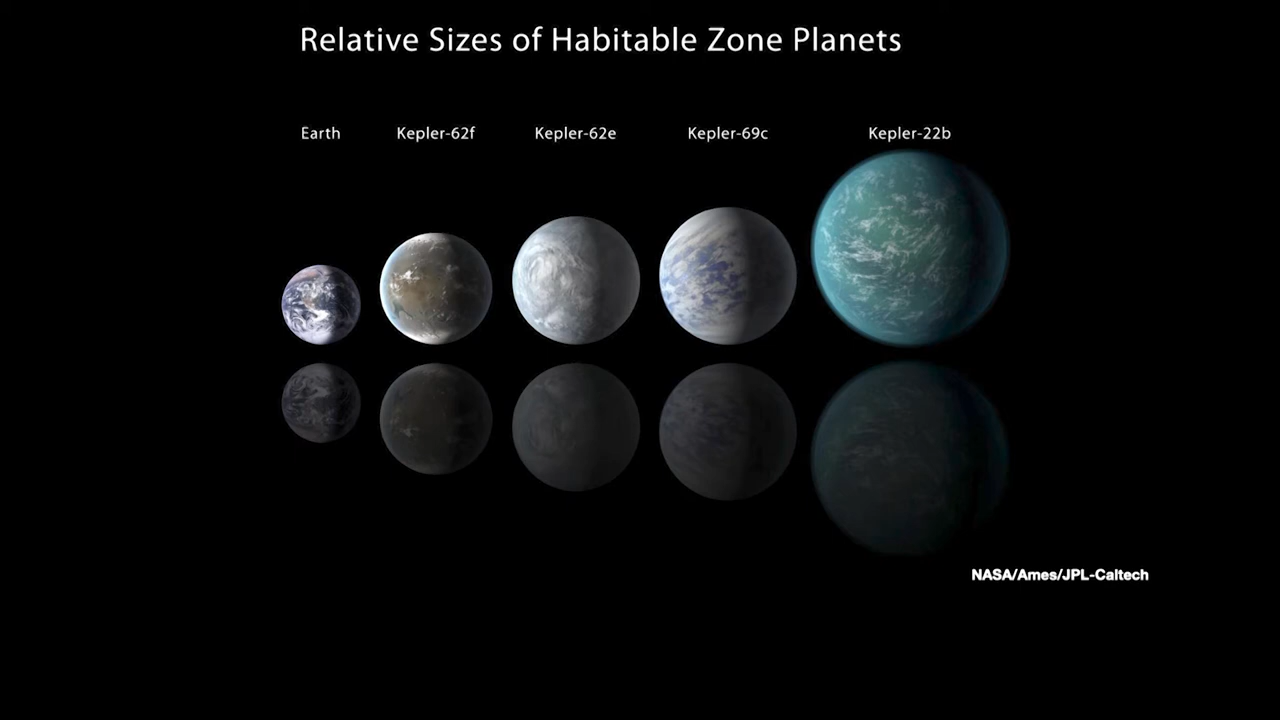 Relative Sizes of Habitable Zone Planets
Earth Kepler-62f Kepler-62e Kepler-69c Kepler-22b
NASA/Ames/JPL-Caltech